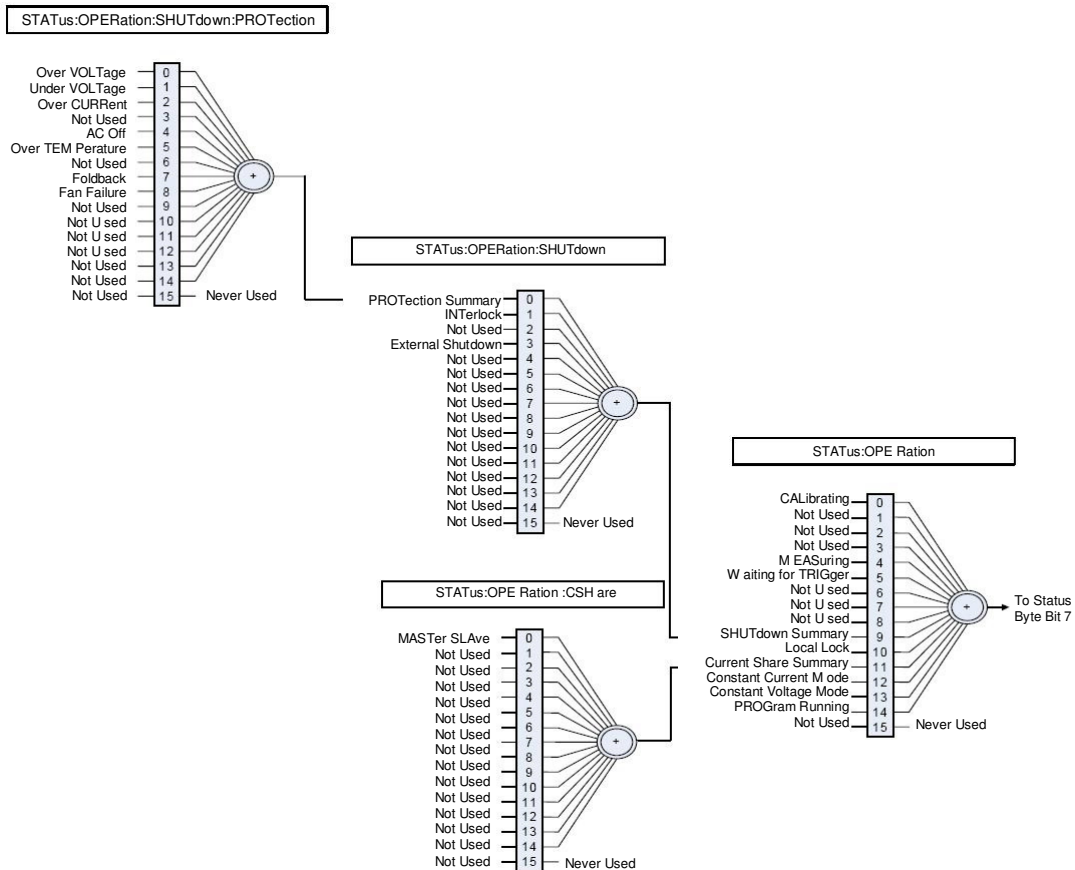 STATus:OPERation:SHUTdown:PROTection
Over VOLTage 0
Under VOLTage 1
Over CURRent 2
Not Used 3
AC Off 4
Over TEM Perature 5
Not Used 6
Foldback 7
Fan Failure 8
Not Used 9
Not U sed 10
Not U sed 11
Not U sed 12
Not Used 13
Not Used 14
Not Used 15 Never Used
+
STATus:OPERation:SHUTdown
PROTection Summary 0
INTerlock 1
Not Used 2
External Shutdown 3
Not Used 4
Not Used 5
Not Used 6
Not Used 7
Not Used 8
Not Used 9
Not Used 10
Not Used 11
Not Used 12
Not Used 13
Not Used 14
Not Used 15 Never Used
+
STATus:OPE Ration :CSH are
MASTer SLAve 0
Not Used 1
Not Used 2
Not Used 3
Not Used 4
Not Used 5
Not Used 6
Not Used 7
Not Used 8
Not Used 9
Not Used 10
Not Used 11
Not Used 12
Not Used 13
Not Used 14
Not Used 15 Never Used
+
STATus:OPE Ration
CALibrating 0
Not Used 1
Not Used 2
Not Used 3
M EASuring 4
W aiting for TRIGger 5
Not U sed 6
Not U sed 7
Not U sed 8
SHUTdown Summary 9
Local Lock 10
Current Share Summary 11
Constant Current M ode 12
Constant Voltage Mode 13
PROGram Running 14
Not Used 15 Never Used
+
To Status
Byte Bit 7